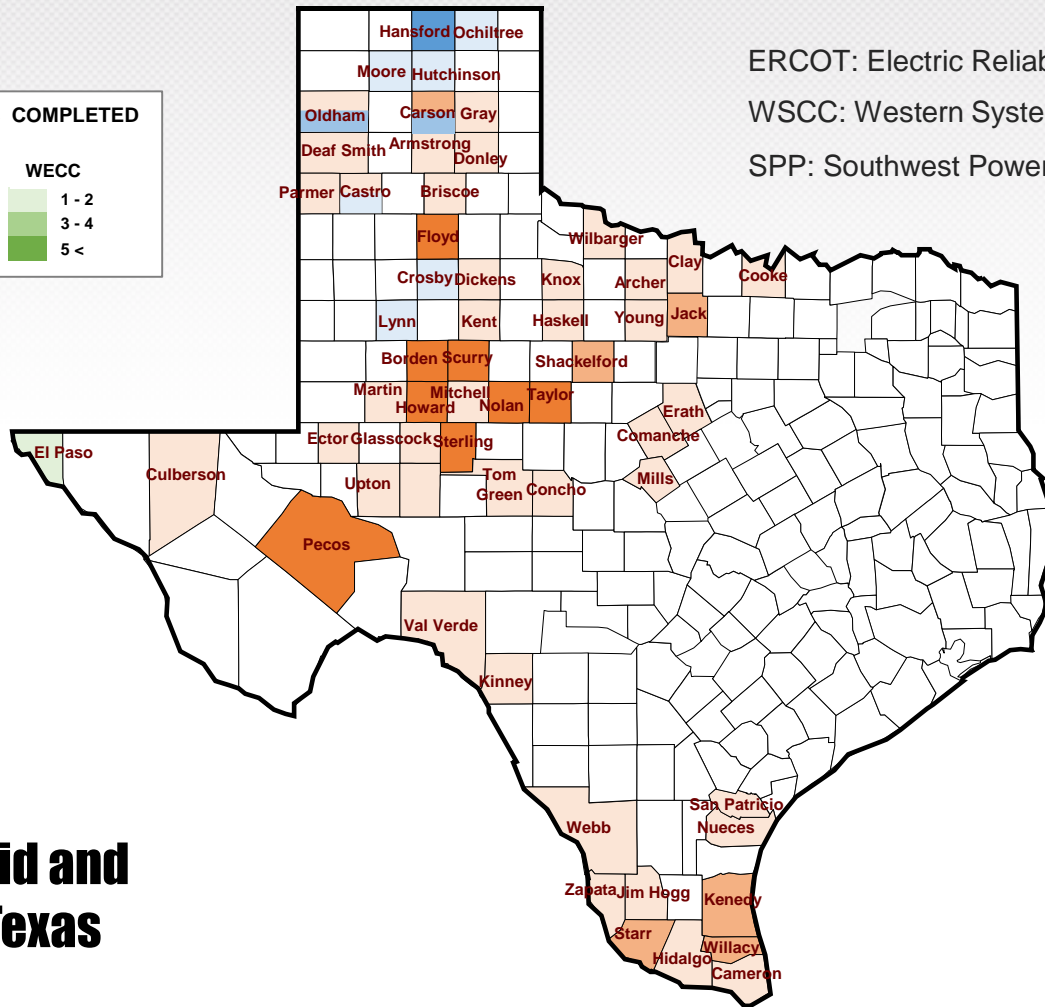 ERCOT: Electric Reliab
WSCC: Western Syste
SPP: Southwest Power
COMPLETED
WECC
1 - 2
3 - 4
5 <
Hansford Ochiltree
Moore Hutchinson
Oldham Carson Gray
Deaf Smith Armstrong Donley
Parmer Castro Briscoe
Floyd Wilbarger
Clay Cooke
Crosby Dickens Knox Archer
Lynn Kent Haskell Young Jack
Borden Scurry Shackelford
Martin Mitchell Taylor
Howard Nolan
Erath
Ector Glasscock Sterling Comanche
El Paso
Culberson Upton Tom
Green Concho Mills
Pecos
Val Verde
Kinney
San Patricio
Webb Nueces
Zapata Jim Hogg Kenedy
Starr Willacy
Hidalgo
Cameron
id and
Texas